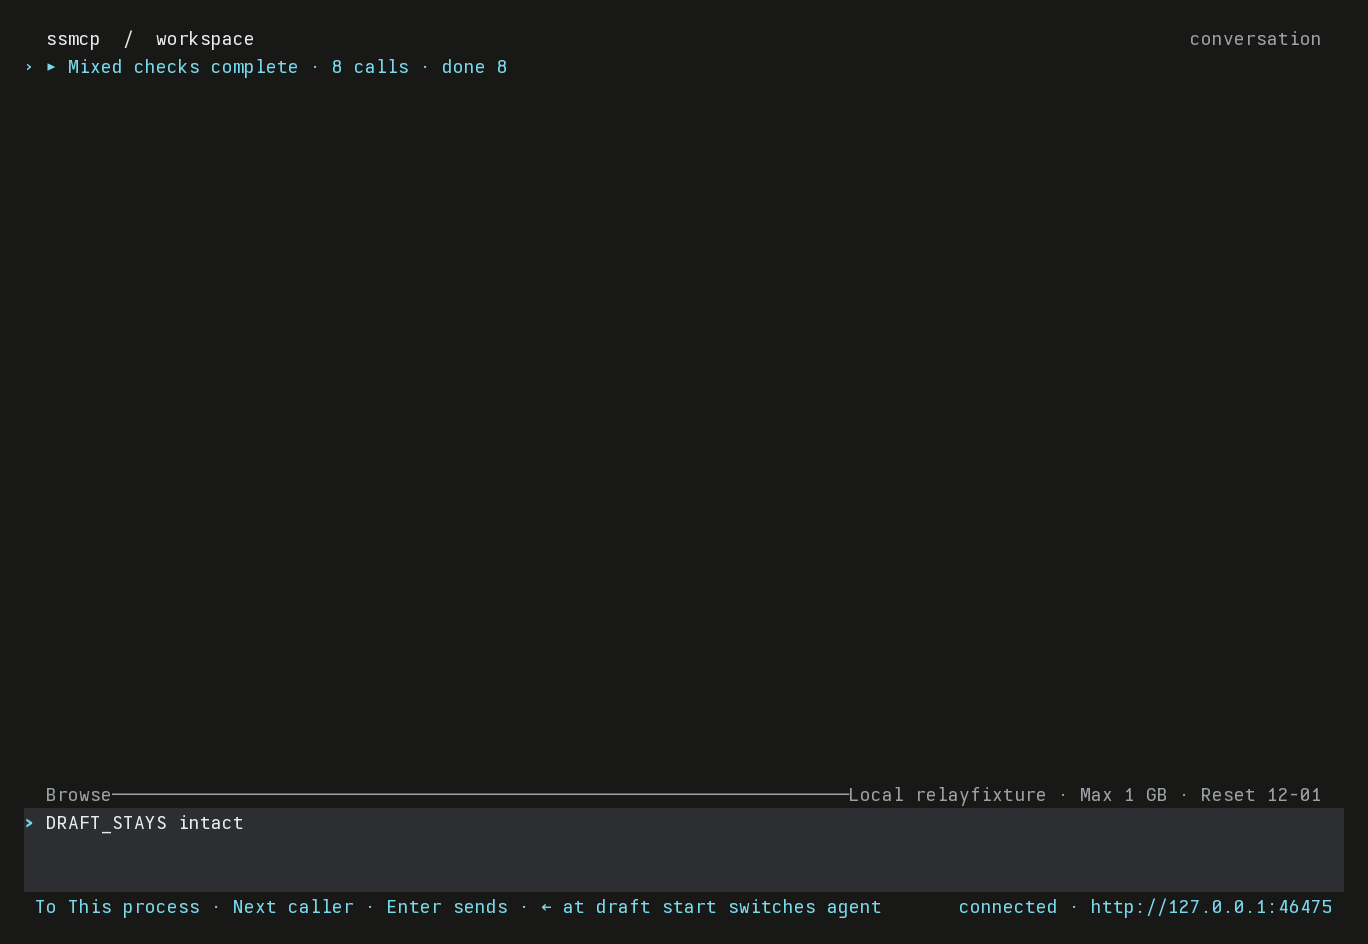 ssmcp / workspace conversation
› ▸ Mixed checks complete · 8 calls · done 8
Browse Local relayfixture · Max 1 GB · Reset 12-01
> DRAFT_STAYS intact
To This process · Next caller · Enter sends · ← at draft start switches agent connected · http://127.0.0.1:46475